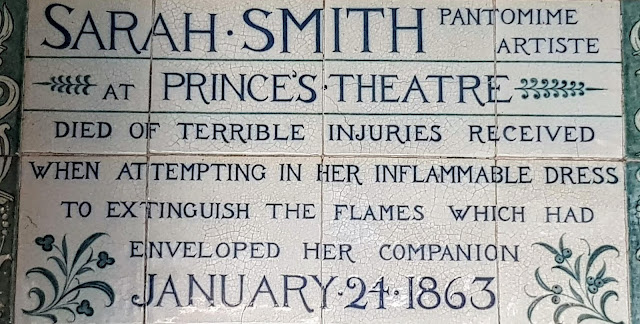 SARAH·SMITH PANTOMIME ARTISTE
AT PRINCE'S·THEATRE
DIED OF TERRIBLE INJURIES RECEIVED
WHEN ATTEMPTING IN HER INFLAMMABLE DRESS
TO EXTINGUISH THE FLAMES WHICH HAD
ENVELOPED HER COMPANION
JANUARY·24·1863